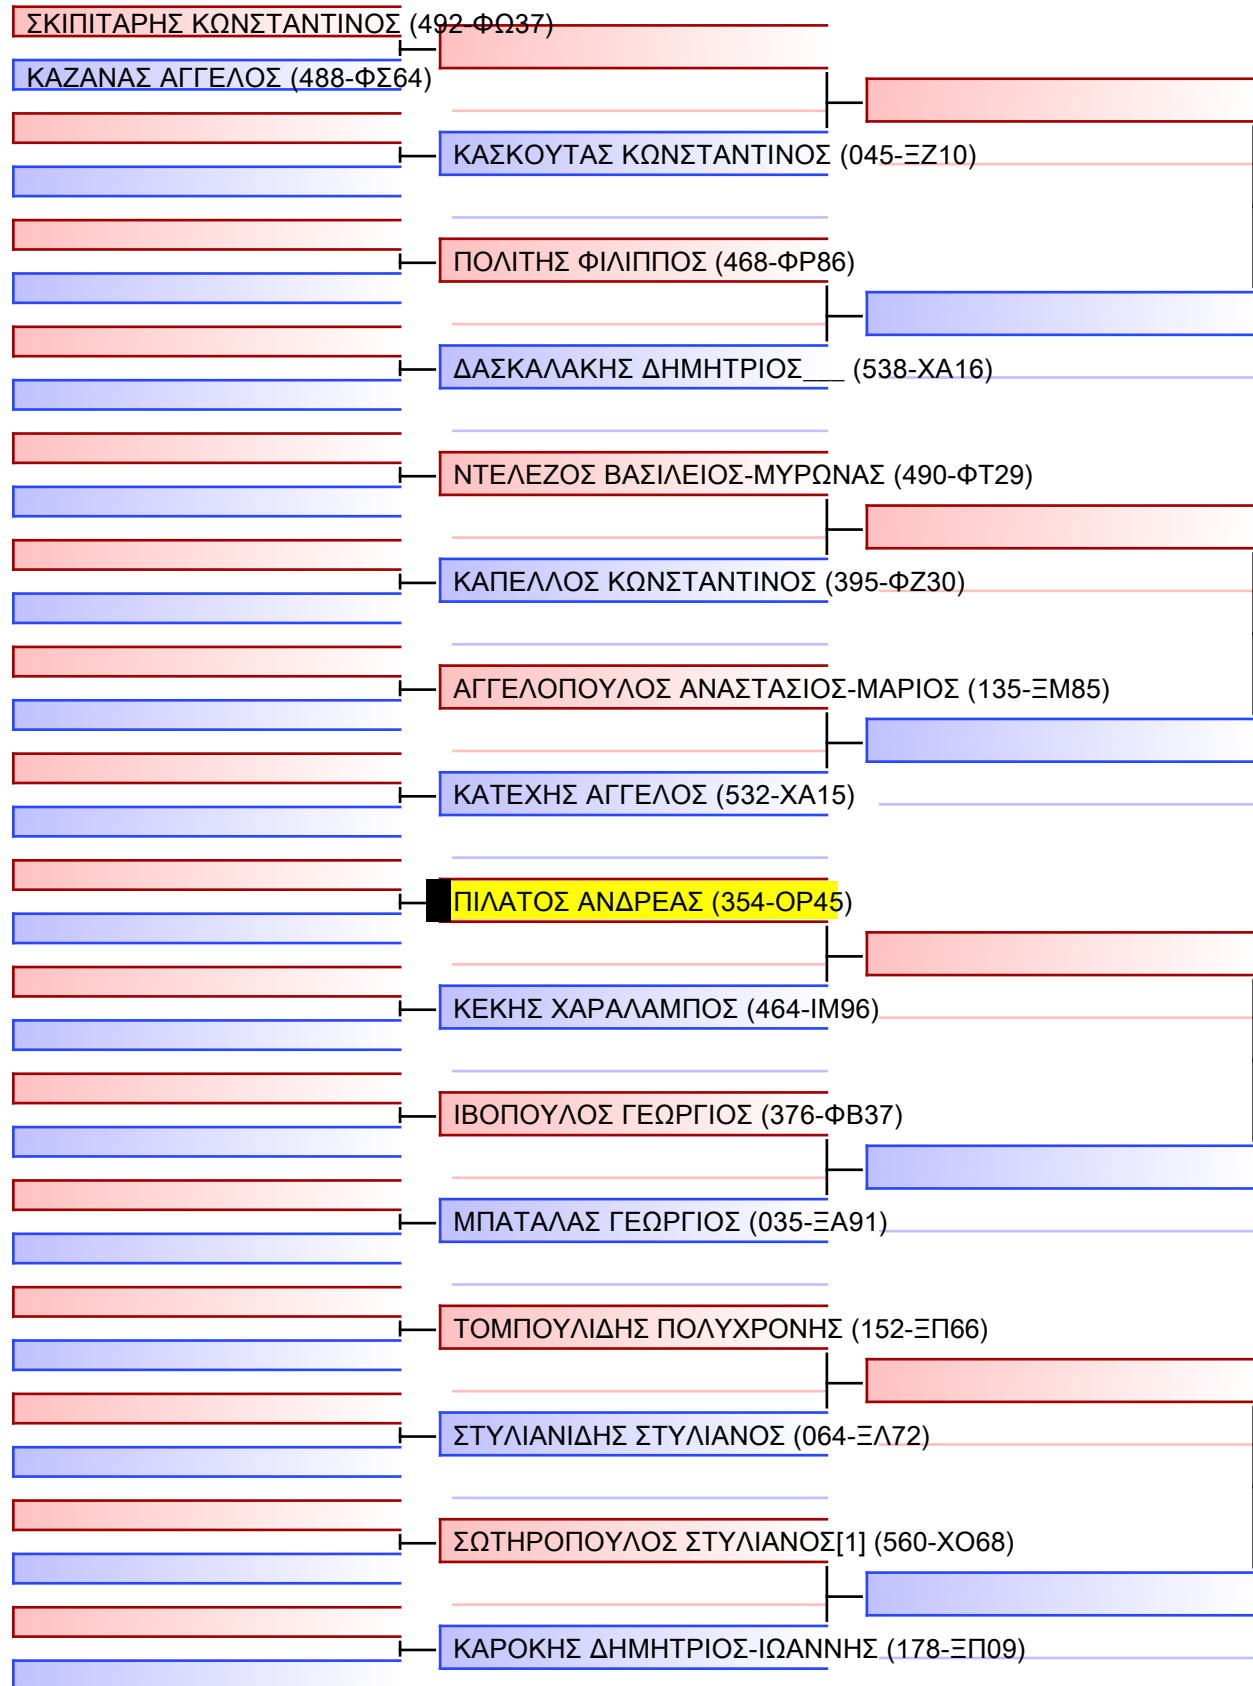 ΣΚΙΠΙΤΑΡΗΣ ΚΩΝΣΤΑΝΤΙΝΟΣ (492-ΦΩ37)
ΚΑΖΑΝΑΣ ΑΓΓΕΛΟΣ (488-ΦΣ64)
ΚΑΣΚΟΥΤΑΣ ΚΩΝΣΤΑΝΤΙΝΟΣ (045-ΞΖ10)
ΠΟΛΙΤΗΣ ΦΙΛΙΠΠΟΣ (468-ΦΡ86)
ΔΑΣΚΑΛΑΚΗΣ ΔΗΜΗΤΡΙΟΣ___ (538-ΧΑ16)
ΝΤΕΛΕΖΟΣ ΒΑΣΙΛΕΙΟΣ-ΜΥΡΩΝΑΣ (490-ΦΤ29)
ΚΑΠΕΛΛΟΣ ΚΩΝΣΤΑΝΤΙΝΟΣ (395-ΦΖ30)
ΑΓΓΕΛΟΠΟΥΛΟΣ ΑΝΑΣΤΑΣΙΟΣ-ΜΑΡΙΟΣ (135-ΞΜ85)
ΚΑΤΕΧΗΣ ΑΓΓΕΛΟΣ (532-ΧΑ15)
ΠΙΛΑΤΟΣ ΑΝΔΡΕΑΣ (354-ΟΡ45)
ΚΕΚΗΣ ΧΑΡΑΛΑΜΠΟΣ (464-ΙΜ96)
ΙΒΟΠΟΥΛΟΣ ΓΕΩΡΓΙΟΣ (376-ΦΒ37)
ΜΠΑΤΑΛΑΣ ΓΕΩΡΓΙΟΣ (035-ΞΑ91)
ΤΟΜΠΟΥΛΙΔΗΣ ΠΟΛΥΧΡΟΝΗΣ (152-ΞΠ66)
ΣΤΥΛΙΑΝΙΔΗΣ ΣΤΥΛΙΑΝΟΣ (064-ΞΛ72)
ΣΩΤΗΡΟΠΟΥΛΟΣ ΣΤΥΛΙΑΝΟΣ[1] (560-ΧΟ68)
ΚΑΡΟΚΗΣ ΔΗΜΗΤΡΙΟΣ-ΙΩΑΝΝΗΣ (178-ΞΠ09)